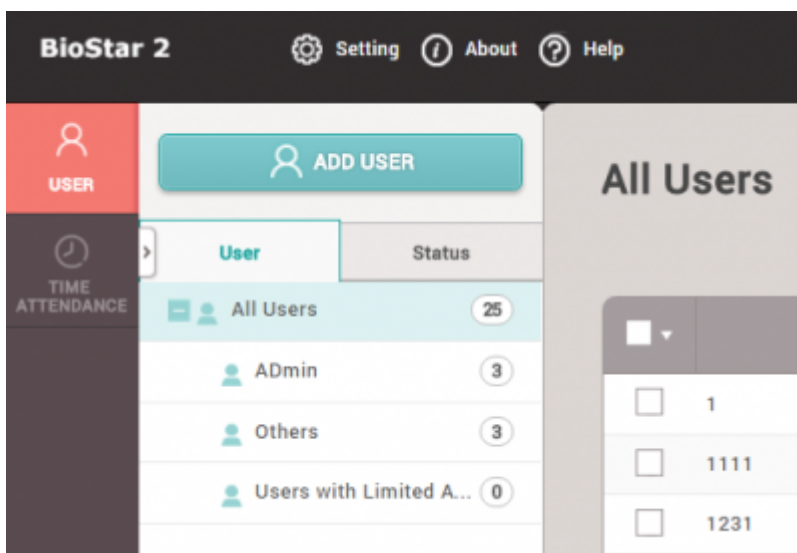 BioStar 2 Setting About Help
USER
TIME
ATTENDANCE
ADD USER
User Status
All Users 25
ADmin 3
Others 3
Users with Limited A... 0
All Users
1
1111
1231